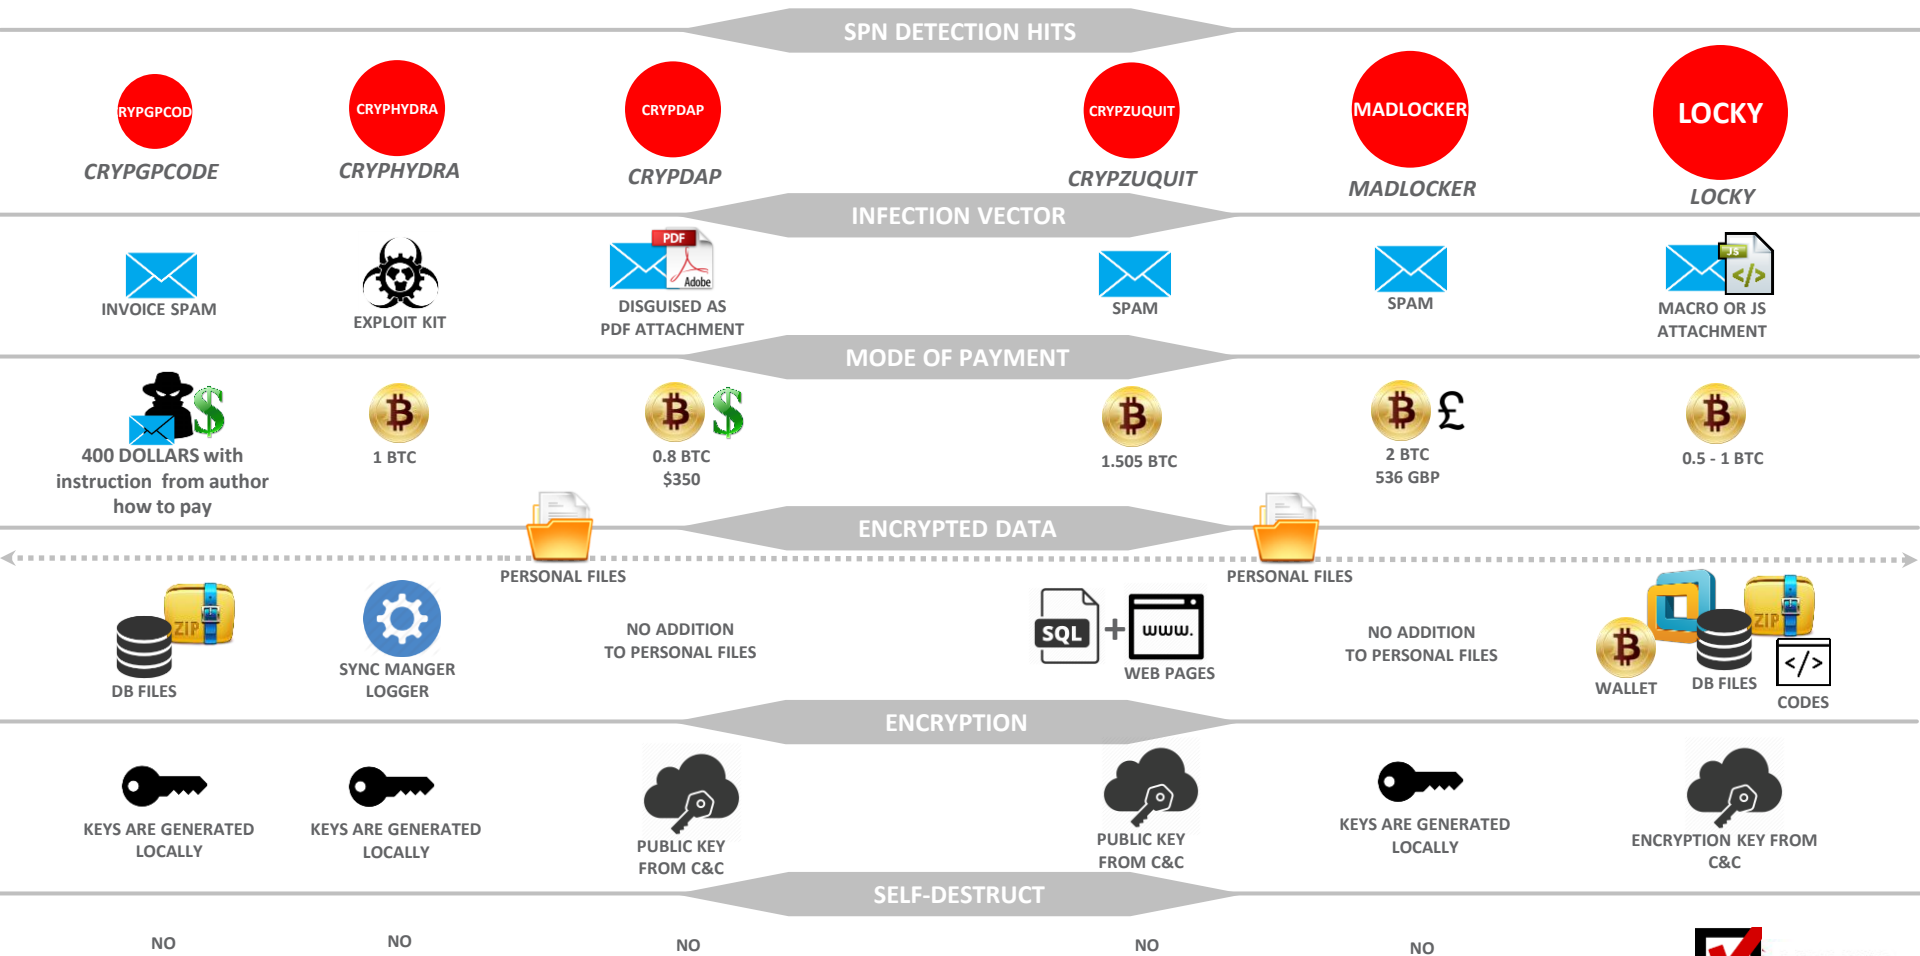 SPN DETECTION HITS
RYPGPCOD
CRYPHYDRA
CRYPDAP
CRYPZUQUIT
MADLOCKER
LOCKY
CRYPGPCODE
CRYPHYDRA
CRYPDAP
CRYPZUQUIT
MADLOCKER
LOCKY
INFECTION VECTOR
PDF
Adobe
JS
</>
INVOICE SPAM
EXPLOIT KIT
DISGUISED AS
PDF ATTACHMENT
SPAM
SPAM
MACRO OR JS
ATTACHMENT
MODE OF PAYMENT
$
$
£
400 DOLLARS with
instruction from author
how to pay
1 BTC
0.8 BTC
$350
1.505 BTC
2 BTC
536 GBP
0.5 - 1 BTC
ENCRYPTED DATA
PERSONAL FILES
PERSONAL FILES
ZIP
DB FILES
SYNC MANGER
LOGGER
NO ADDITION
TO PERSONAL FILES
SQL
+
www.
WEB PAGES
NO ADDITION
TO PERSONAL FILES
ZIP
</>
WALLET
DB FILES
CODES
ENCRYPTION
KEYS ARE GENERATED
LOCALLY
KEYS ARE GENERATED
LOCALLY
PUBLIC KEY
FROM C&C
PUBLIC KEY
FROM C&C
KEYS ARE GENERATED
LOCALLY
ENCRYPTION KEY FROM
C&C
SELF-DESTRUCT
NO
NO
NO
NO
NO